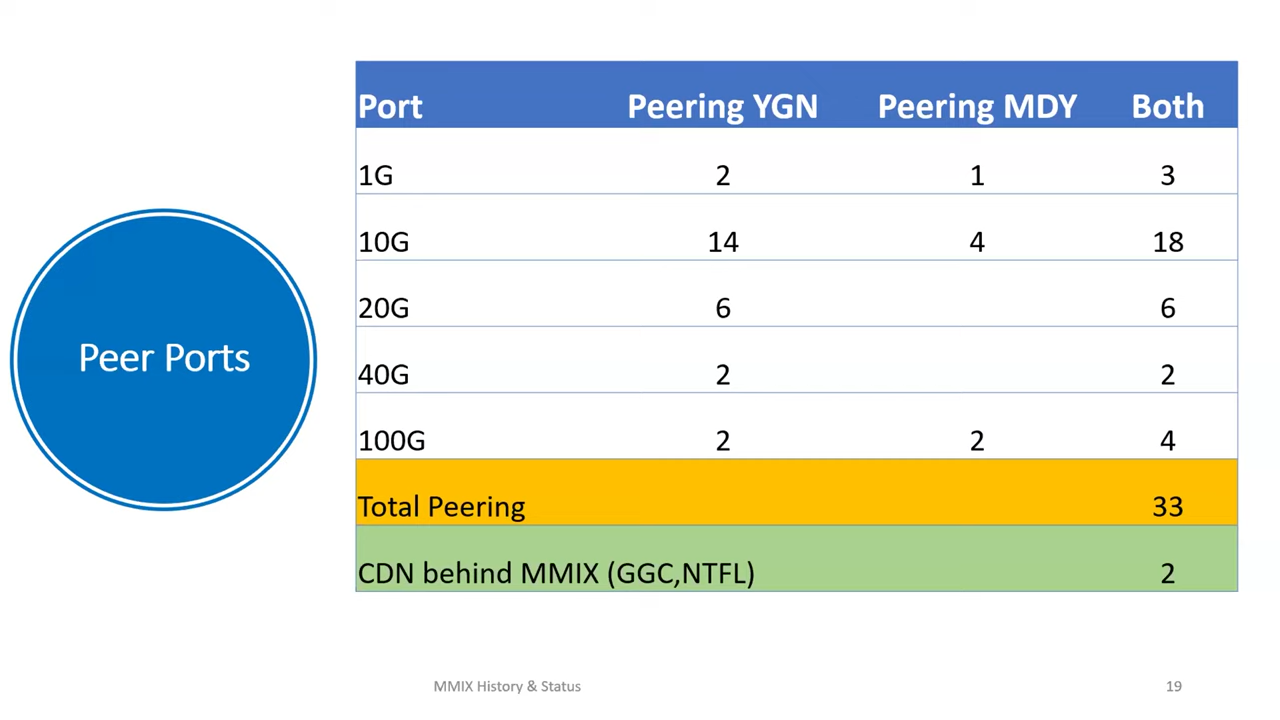 Peer Ports
Port Peering YGN Peering MDY Both
1G 2 1 3
10G 14 4 18
20G 6 6
40G 2 2
100G 2 2 4
Total Peering 33
CDN behind MMIX (GGC,NTFL) 2
MMIX History & Status 19